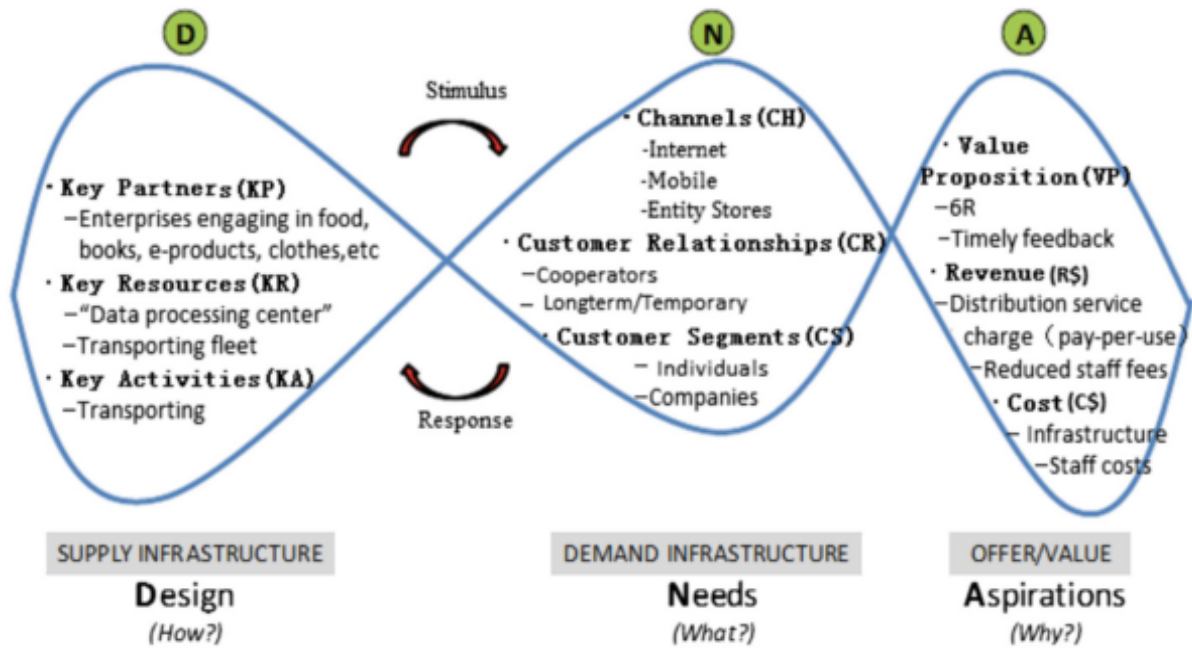 D
N
A
Stimulus
Response
· Key Partners(KP)
–Enterprises engaging in food,
books, e-products, clothes,etc
· Key Resources(KR)
–“Data processing center”
–Transporting fleet
· Key Activities(KA)
–Transporting
· Channels(CH)
-Internet
-Mobile
-Entity Stores
· Customer Relationships(CR)
–Cooperators
– Longterm/Temporary
· Customer Segments(CS)
– Individuals
–Companies
· Value
Proposition(VP)
–6R
–Timely feedback
· Revenue(R$)
–Distribution service
charge（pay-per-use）
–Reduced staff fees
· Cost(C$)
– Infrastructure
–Staff costs
SUPPLY INFRASTRUCTURE
Design
(How?)
DEMAND INFRASTRUCTURE
Needs
(What?)
OFFER/VALUE
Aspirations
(Why?)